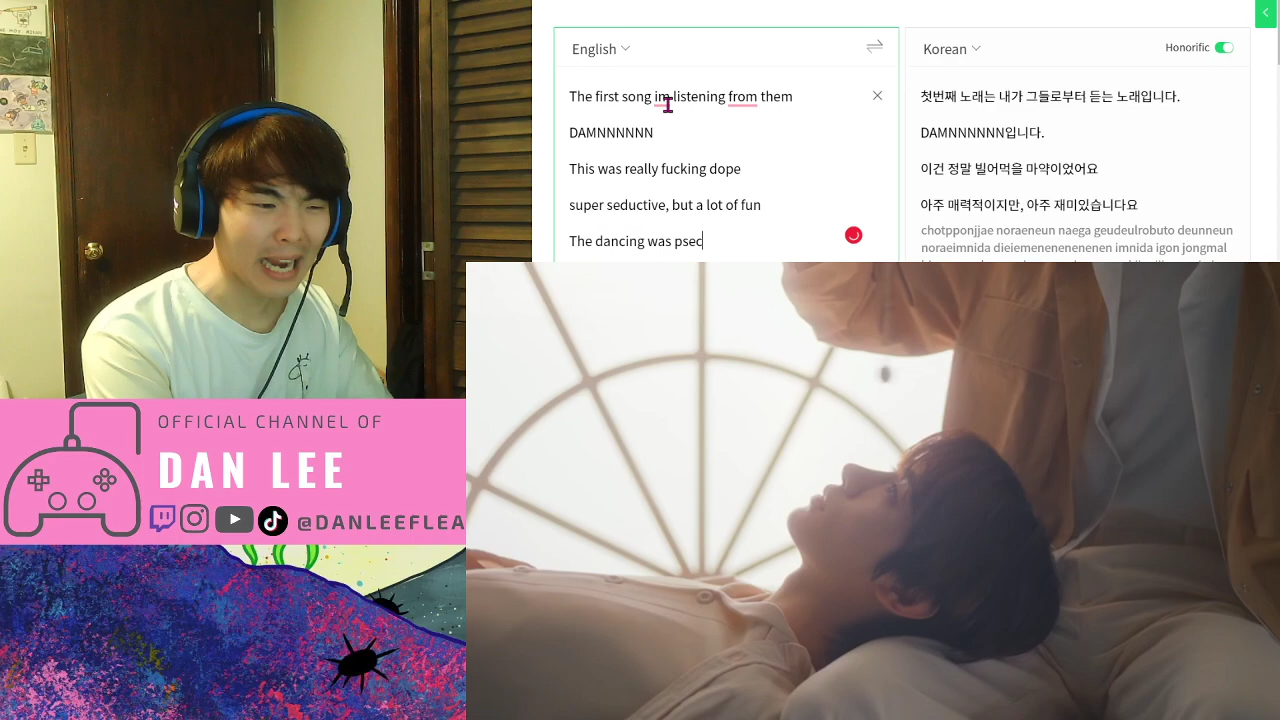 English
Korean
Honorific
The first song im listening from them
DAMNNNNNN
This was really fucking dope
super seductive, but a lot of fun
The dancing was psec
첫번째 노래는 내가 그들로부터 듣는 노래입니다.
DAMNNNNNN입니다.
이건 정말 빌어먹을 마약이었어요
아주 매력적이지만, 아주 재미있습니다요
chotpponjjae noraeneun naega geudeulrobuto deunneun
noraeimnida dieiemenenenenenen imnida igon jongmal
OFFICIAL CHANNEL OF
DAN LEE
@DANLEEFLEA